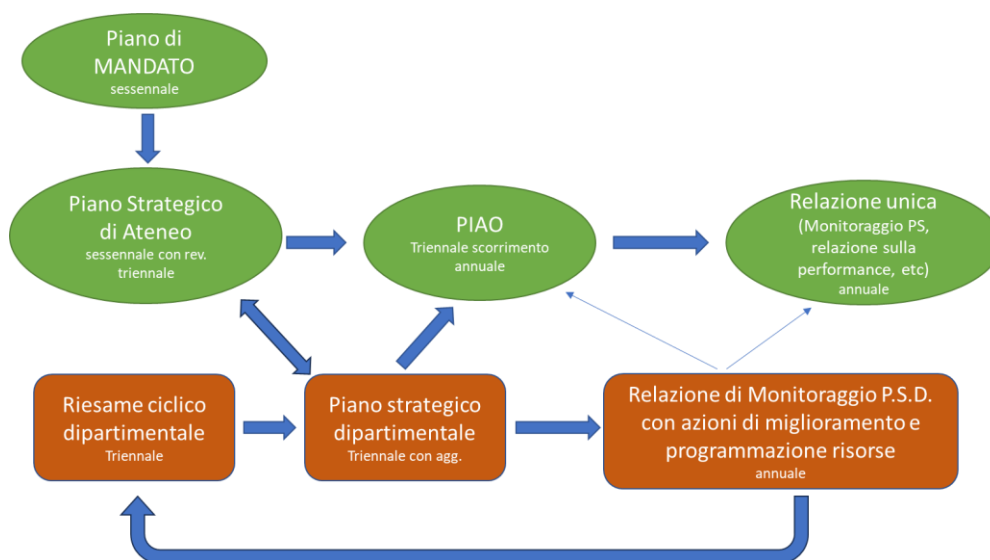 Piano di
MANDATO
sessennale
Piano Strategico
di Ateneo
sessennale con rev.
triennale
PIAO
Triennale scorrimento
annuale
Relazione unica
(Monitoraggio PS,
relazione sulla
performance, etc)
annuale
Riesame ciclico
dipartimentale
Triennale
Piano strategico
dipartimentale
Triennale con agg.
Relazione di Monitoraggio P.S.D.
con azioni di miglioramento e
programmazione risorse
annuale